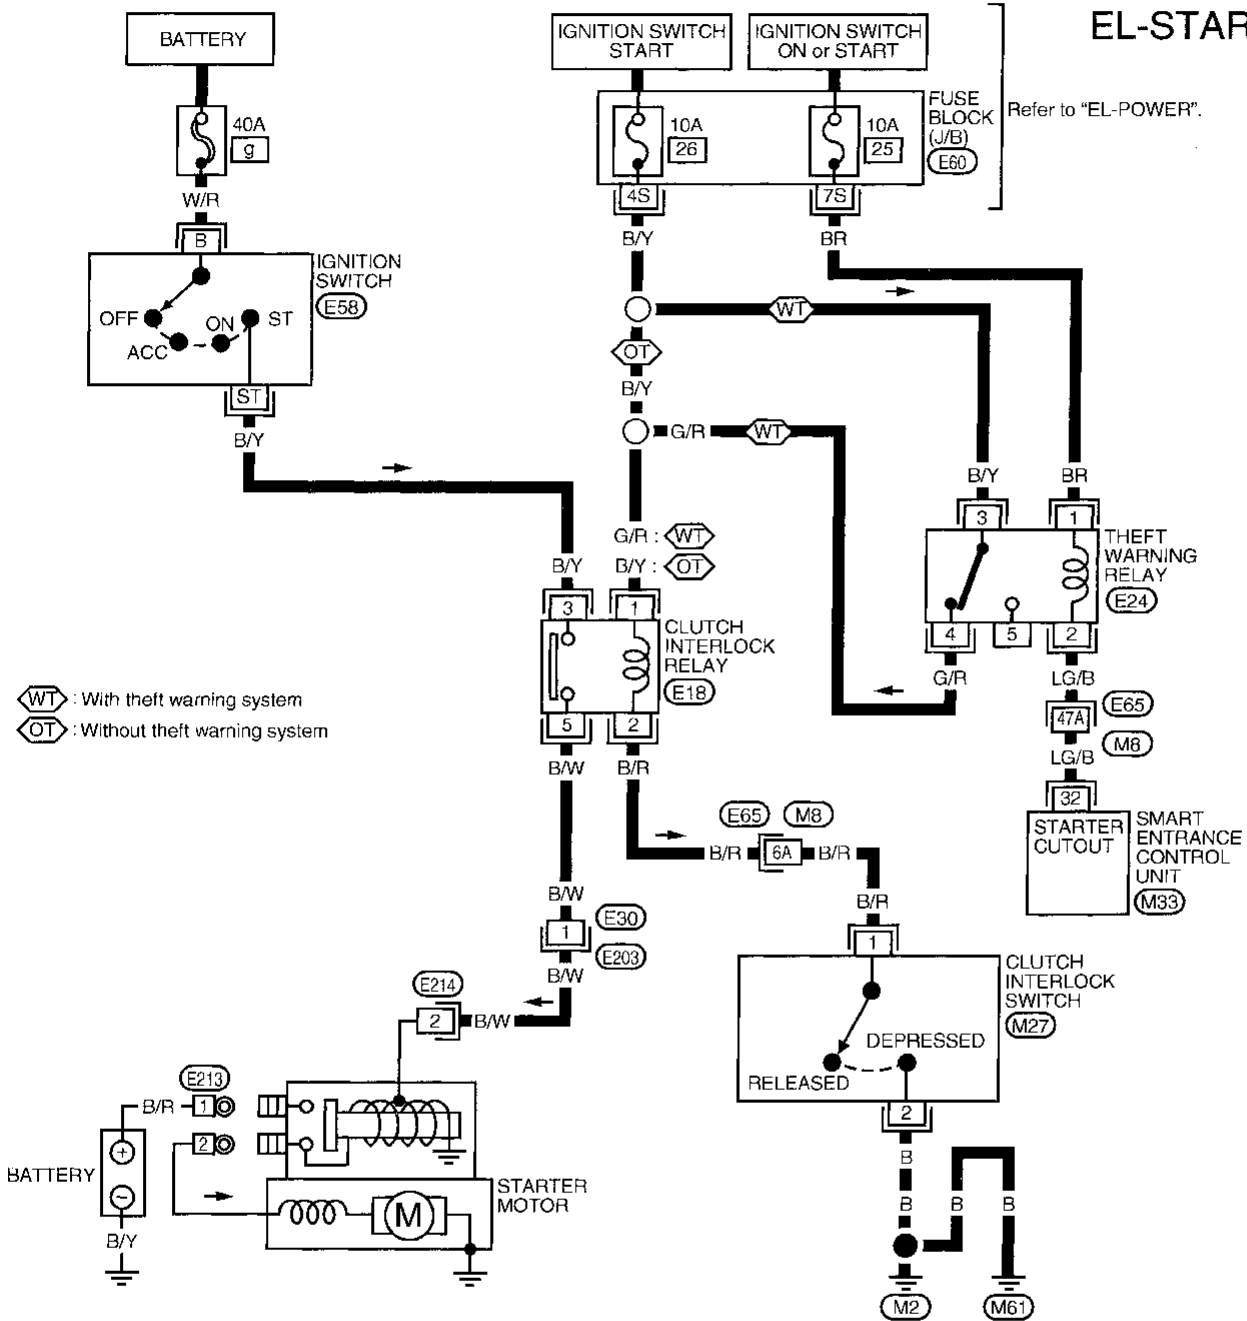 EL-STAR
BATTERY
IGNITION SWITCH
START
IGNITION SWITCH
ON or START
40A
g
10A
26
10A
25
FUSE
BLOCK
(J/B)
E60
Refer to “EL-POWER”.
W/R
4S
7S
B
B/Y
BR
IGNITION
SWITCH
E58
OFF
ACC
ON
ST
WT
OT
ST
B/Y
B/Y
G/R
WT
B/Y
BR
3
1
THEFT
WARNING
RELAY
E24
4
5
2
G/R
LG/B
47A
E65
M8
LG/B
32
STARTER
CUTOUT
SMART
ENTRANCE
CONTROL
UNIT
M33
G/R : WT
B/Y
B/Y : OT
3
1
CLUTCH
INTERLOCK
RELAY
E18
5
2
B/W
B/R
WT : With theft warning system
OT : Without theft warning system
E65
M8
B/R
6A
B/R
B/W
B/R
1
E30
E203
B/W
1
CLUTCH
INTERLOCK
SWITCH
M27
DEPRESSED
RELEASED
2
E214
2
B/W
E213
B/R
1
2
BATTERY
+
−
B/Y
M
STARTER
MOTOR
B
B
B
B
M2
M61